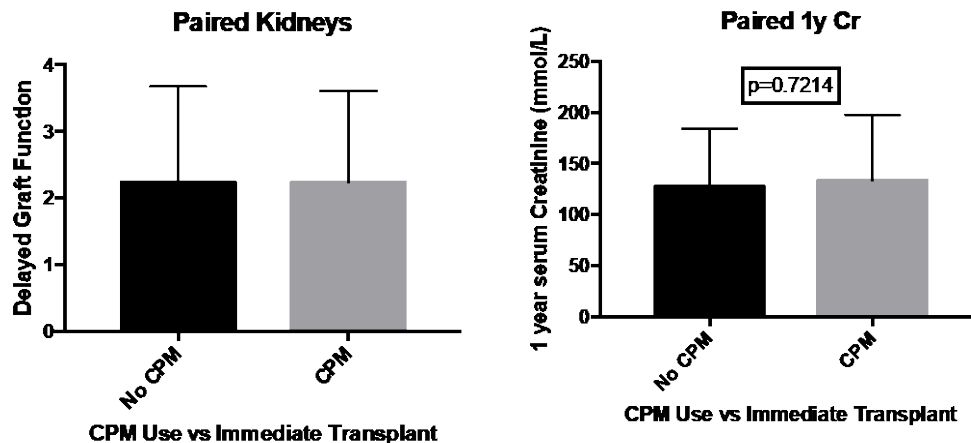 Paired Kidneys
Delayed Graft Function
4
3
2
1
0
No CPM
CPM
CPM Use vs Immediate Transplant
Paired 1y Cr
1 year serum Creatinine (mmol/L)
250
200
150
100
50
0
p=0.7214
No CPM
CPM
CPM Use vs Immediate Transplant